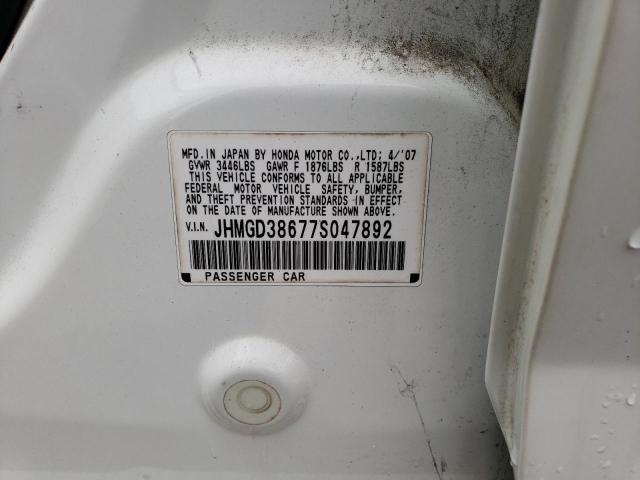 MFD. IN JAPAN BY HONDA MOTOR CO.,LTD; 4/'07
GVWR 3446LBS GAWR F 1876LBS R 1587LBS
THIS VEHICLE CONFORMS TO ALL APPLICABLE
FEDERAL MOTOR VEHICLE SAFETY, BUMPER,
AND THEFT PREVENTION STANDARDS IN EFFECT
ON THE DATE OF MANUFACTURE SHOWN ABOVE.
V.I.N. JHMGD38677S047892
PASSENGER CAR